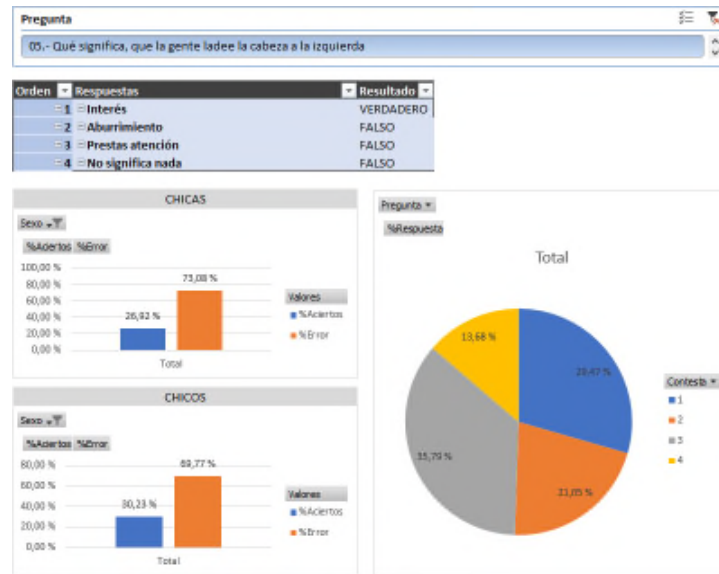 Pregunta
05.- Qué significa, que la gente ladee la cabeza a la izquierda
Orden Respuestas Resultado
1 Interés VERDADERO
2 Aburrimiento FALSO
3 Prestas atención FALSO
4 No significa nada FALSO
CHICAS
Sexo
%Aciertos %Error
100,00 %
80,00 %
60,00 %
40,00 %
20,00 %
0,00 %
26,92 %
73,08 %
Total
Valores
%Aciertos
%Error
CHICOS
Sexo
%Aciertos %Error
80,00 %
60,00 %
40,00 %
20,00 %
0,00 %
30,23 %
69,77 %
Total
Valores
%Aciertos
%Error
Pregunta
%Respuesta
Total
13,68 %
29,47 %
35,79 %
21,05 %
Contesta
1
2
3
4